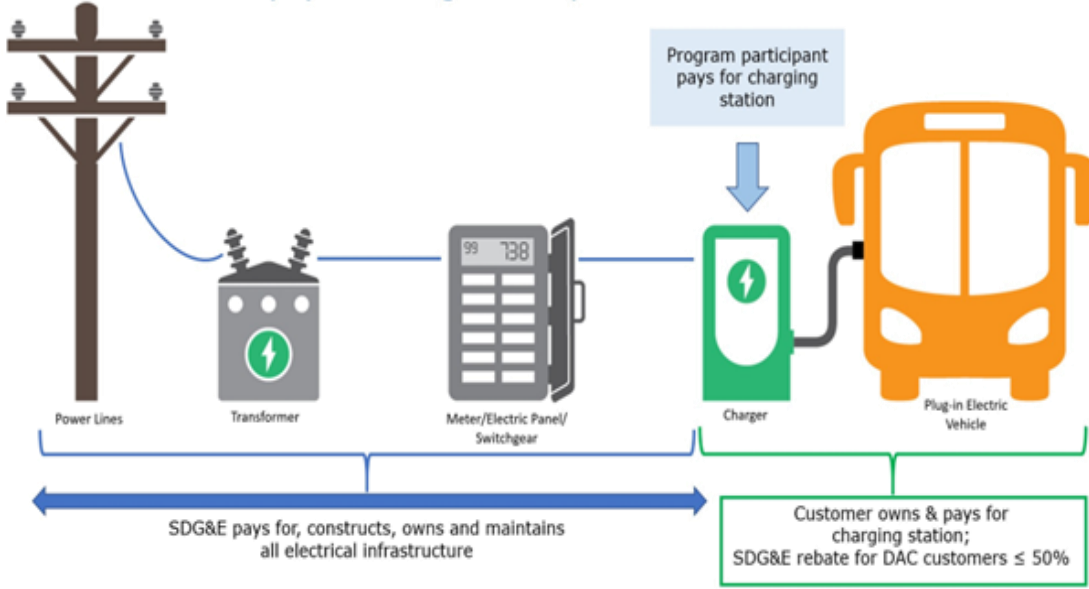 Program participant
pays for charging
station
99 738
Power Lines
Transformer
Meter/Electric Panel/
Switchgear
Charger
Plug-in Electric
Vehicle
SDG&E pays for, constructs, owns and maintains
all electrical infrastructure
Customer owns & pays for
charging station;
SDG&E rebate for DAC customers ≤ 50%